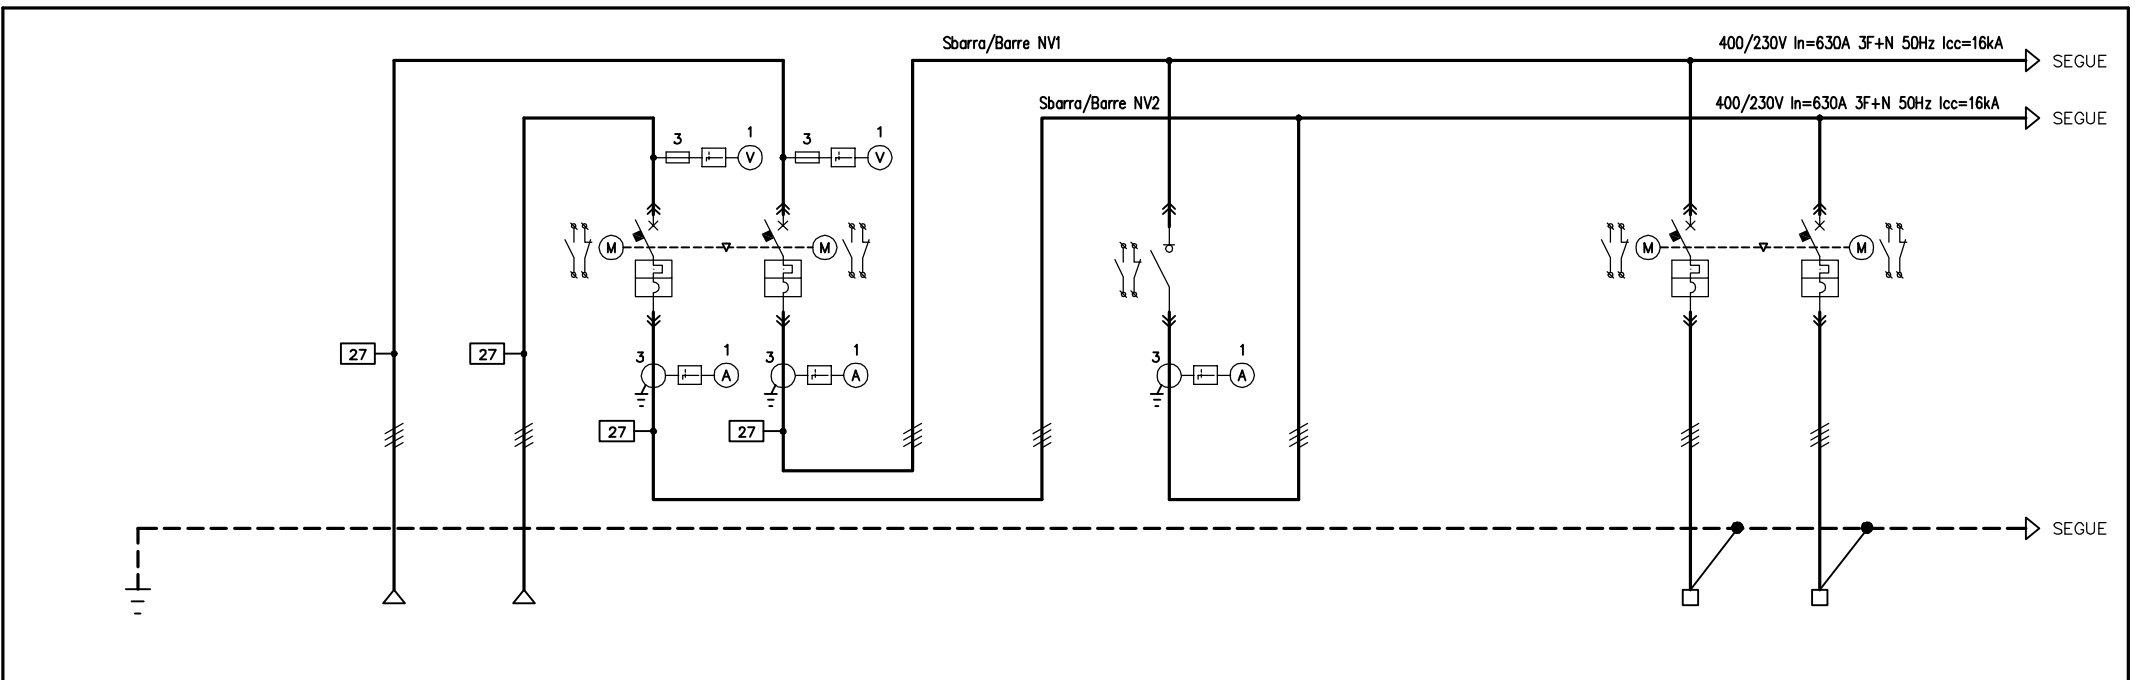 Sbarra/Barre NV1
400/230V In=630A 3F+N 50Hz Icc=16kA
SEGUE
Sbarra/Barre NV2
400/230V In=630A 3F+N 50Hz Icc=16kA
SEGUE
3 1 3 1
V V
M M M M
27 27
3 1 3 1 3 1
A A A
27 27
SEGUE